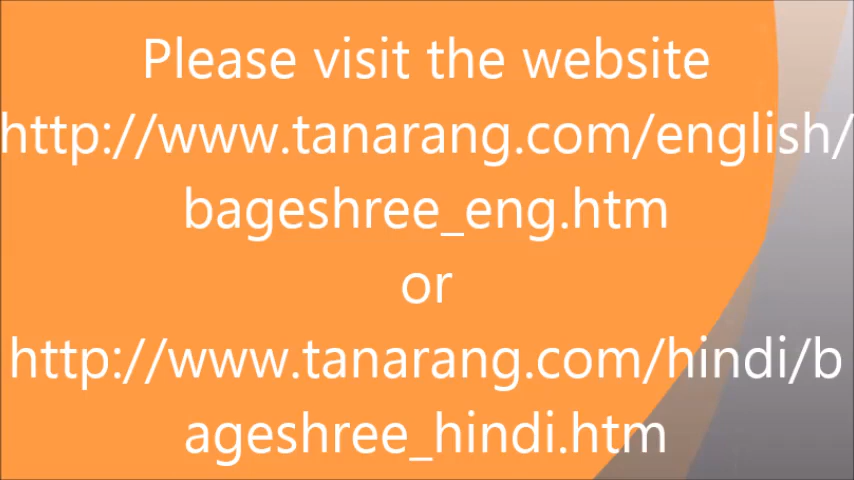 Please visit the website
http://www.tanarang.com/english/
bageshree_eng.htm
or
http://www.tanarang.com/hindi/b
ageshree_hindi.htm